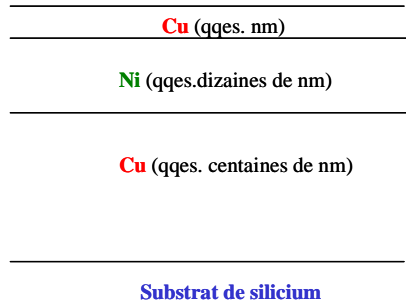 Cu (qqes. nm)
Ni (qqes.dizaines de nm)
Cu (qqes. centaines de nm)
Substrat de silicium